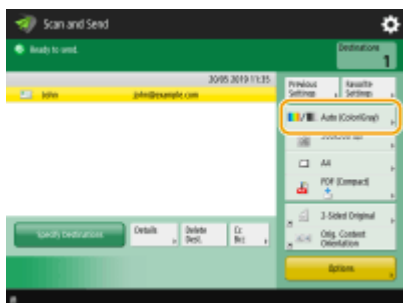 Scan and Send
Ready to send.
Destinations
1
20/05 2019 11:35
Previous Settings
Favorite Settings
John
john@example.com
Auto (Color/Gray)
A4
PDF (Compact)
2-Sided Original
Orig. Content Orientation
Specify Destinations
Details
Delete Dest.
Cc Bcc
Options